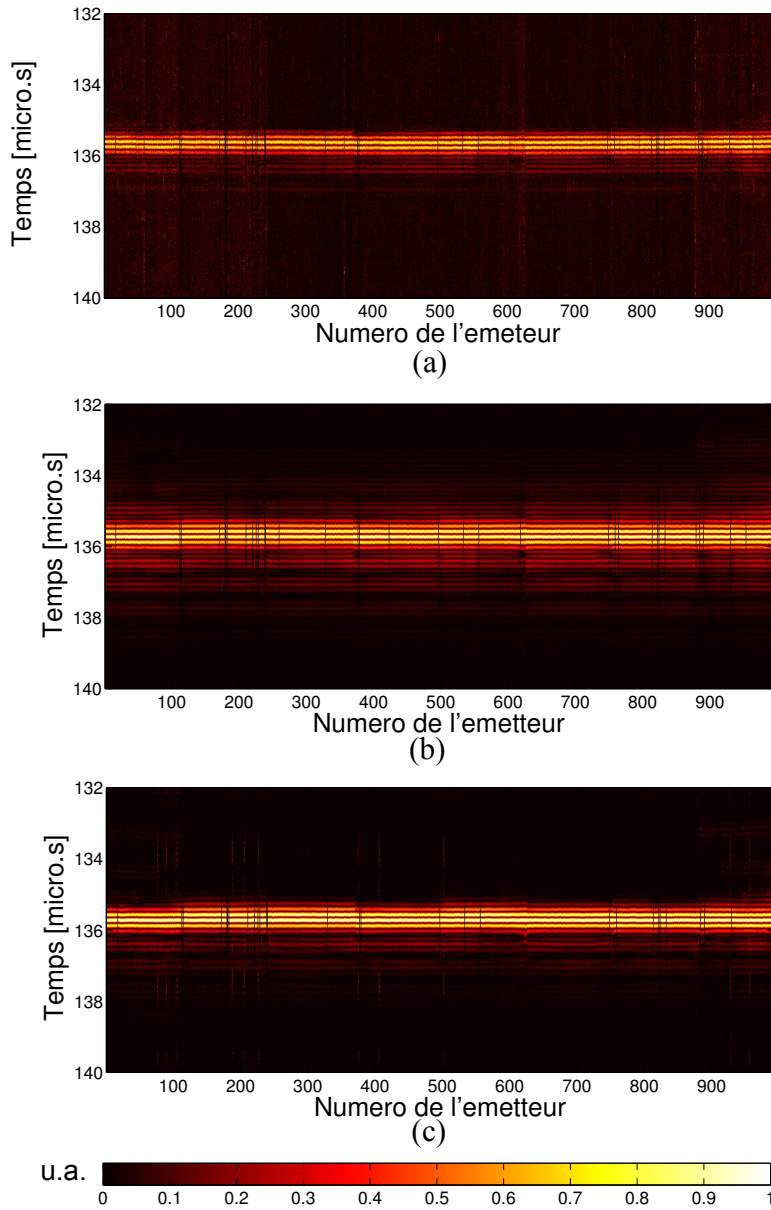 132
134
136
138
140
Temps [micro.s]
100 200 300 400 500 600 700 800 900
Numero de l'emeteur
(a)
132
134
136
138
140
Temps [micro.s]
100 200 300 400 500 600 700 800 900
Numero de l'emetteur
(b)
132
134
136
138
140
Temps [micro.s]
100 200 300 400 500 600 700 800 900
Numero de l'emetteur
(c)
u.a.
0 0.1 0.2 0.3 0.4 0.5 0.6 0.7 0.8 0.9 1